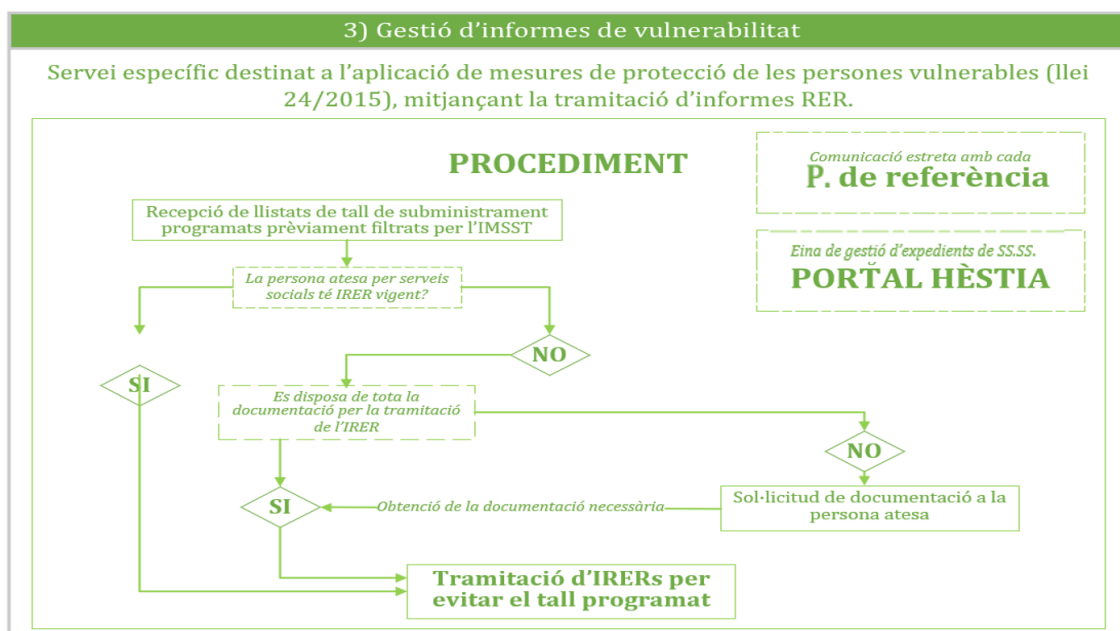 3) Gestió d'informes de vulnerabilitat
Servei específic destinat a l'aplicació de mesures de protecció de les persones vulnerables (llei
24/2015), mitjançant la tramitació d'informes RER.
PROCEDIMENT
Comunicació estreta amb cada
P. de referència
Recepció de llistats de tall de subministrament
programats prèviament filtrats per l'IMSST
Eina de gestió d'expedients de SS.SS.
PORTAL HÈSTIA
La persona atesa per serveis
socials té IRER vigent?
NO
SI
Es disposa de tota la
documentació per la tramitació
de l'IRER
NO
SI
Obtenció de la documentació necessària
Sol·licitud de documentació a la
persona atesa
Tramitació d'IRERs per
evitar el tall programat